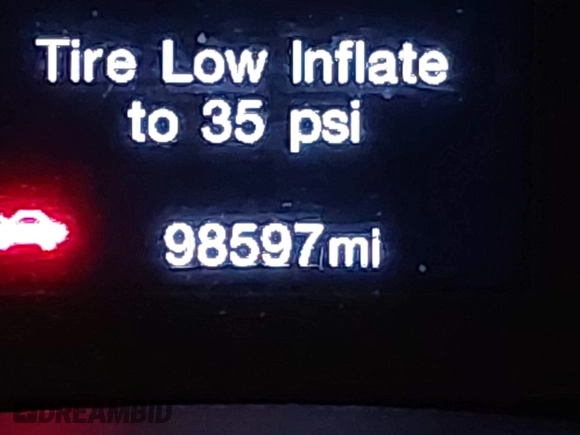 Tire Low Inflate
to 35 psi
98597mi
DREAMBID